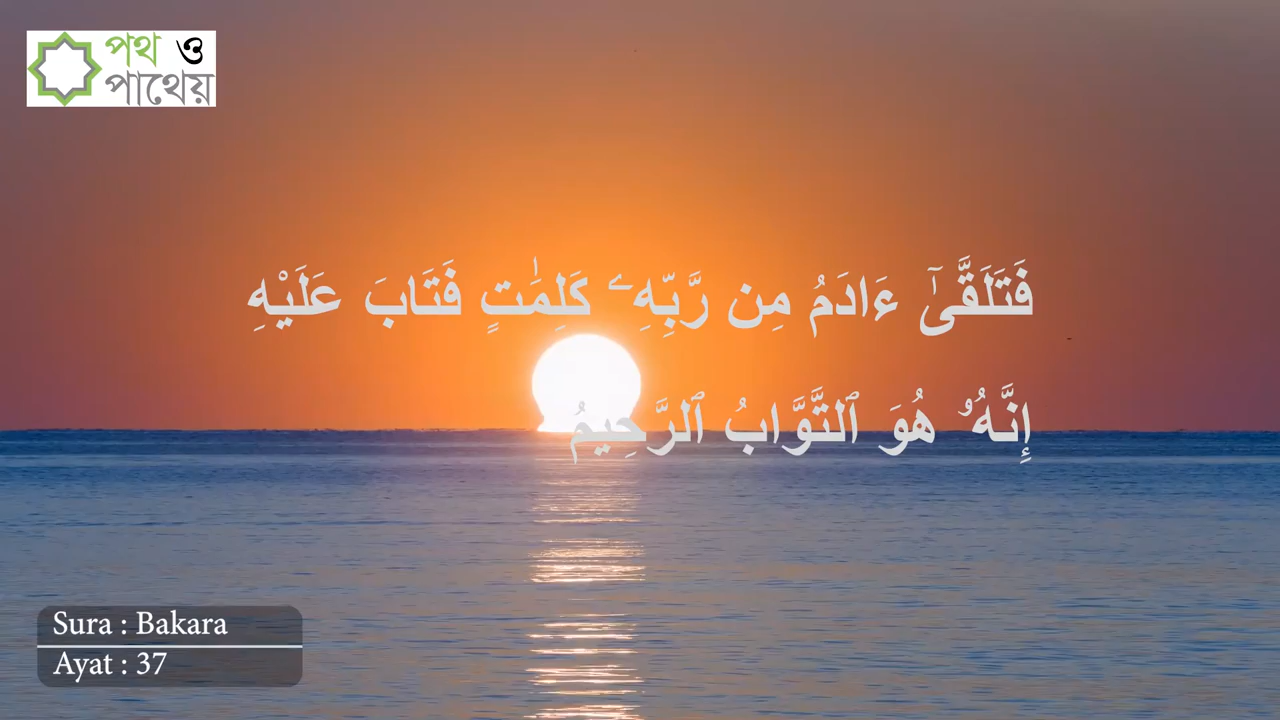 পথ ও
পাথেয়
فَتَلَقَّىٰٓ ءَادَمُ مِن رَّبِّهِۦ كَلِمَٰتٍ فَتَابَ عَلَيْهِ
إِنَّهُۥ هُوَ ٱلتَّوَّابُ ٱلرَّحِيمُ
Sura : Bakara
Ayat : 37